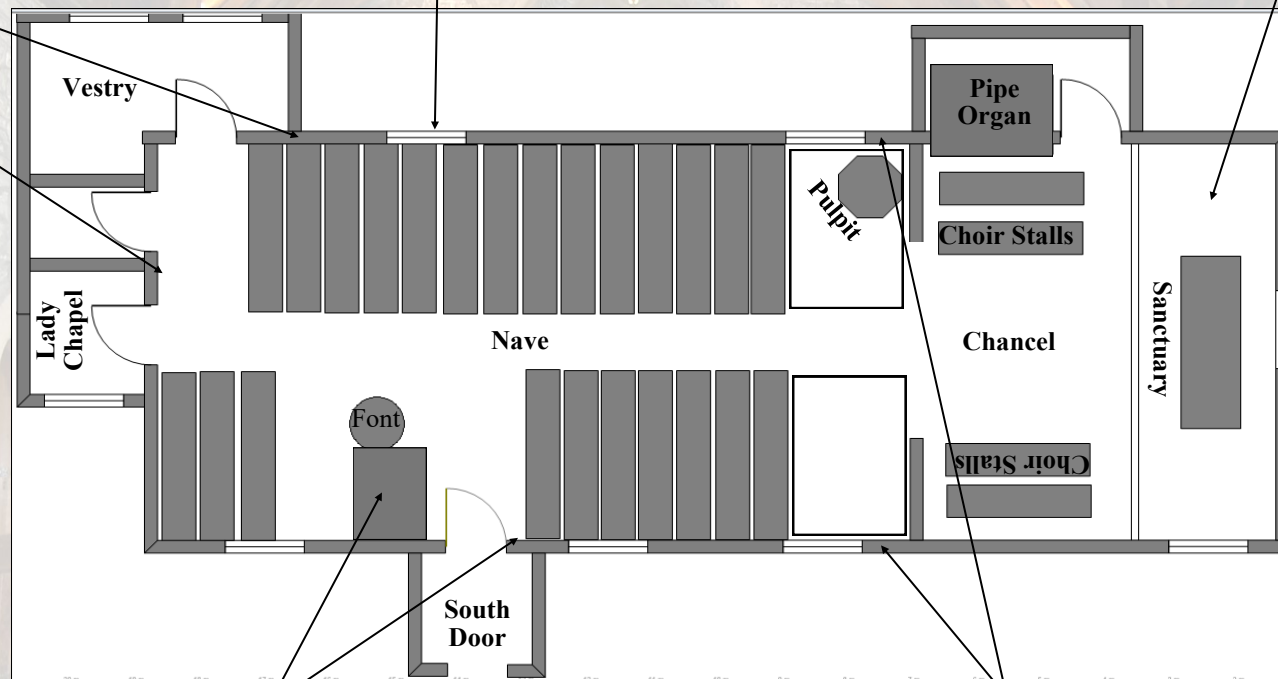 Vestry
Pipe
Organ
Pulpit
Choir Stalls
Lady
Chapel
Nave
Chancel
Sanctuary
Font
Choir Stalls
South
Door